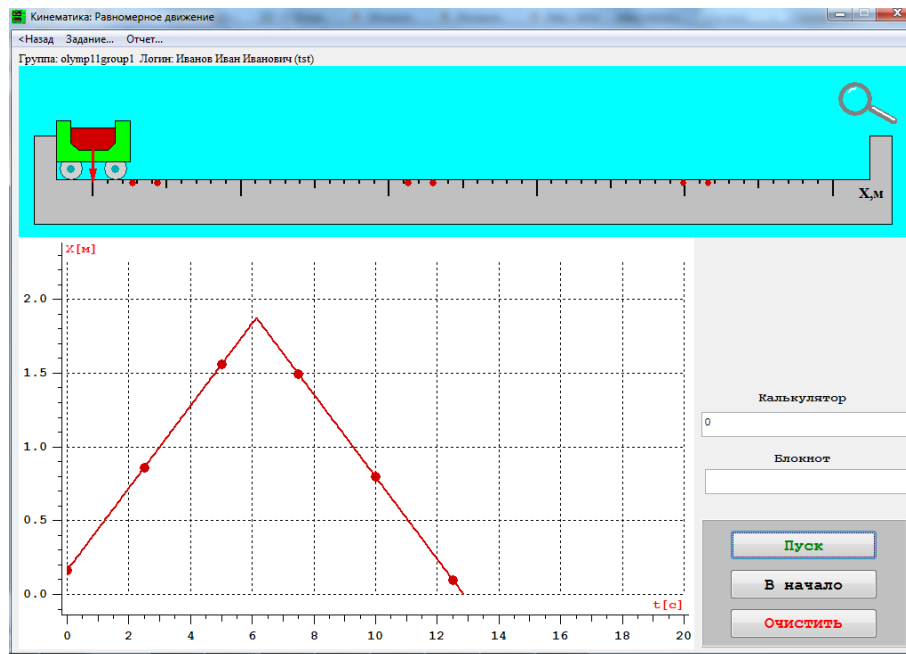 Кинематика: Равномерное движение
<Назад Задание... Отчет...
Группа: olymp11group1 Логин: Иванов Иван Иванович (tst)
X,м
X[м]
2.0
1.5
1.0
0.5
0.0
t[c]
0 2 4 6 8 10 12 14 16 18 20
Калькулятор
0
Блокнот
Пуск
В начало
Очистить